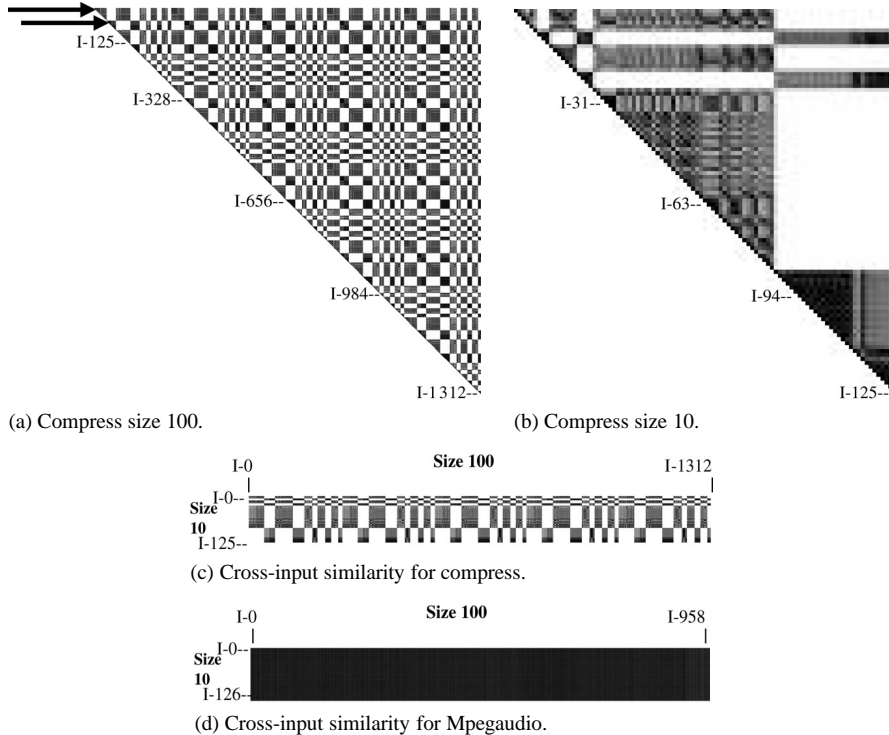 I-125--
I-328--
I-656--
I-984--
I-1312--
(a) Compress size 100.
I-31--
I-63--
I-94--
I-125--
(b) Compress size 10.
Size 100
I-0
I-1312
I-0--
Size
10
I-125--
(c) Cross-input similarity for compress.
Size 100
I-0
I-958
I-0--
Size
10
I-126--
(d) Cross-input similarity for Mpegaudio.